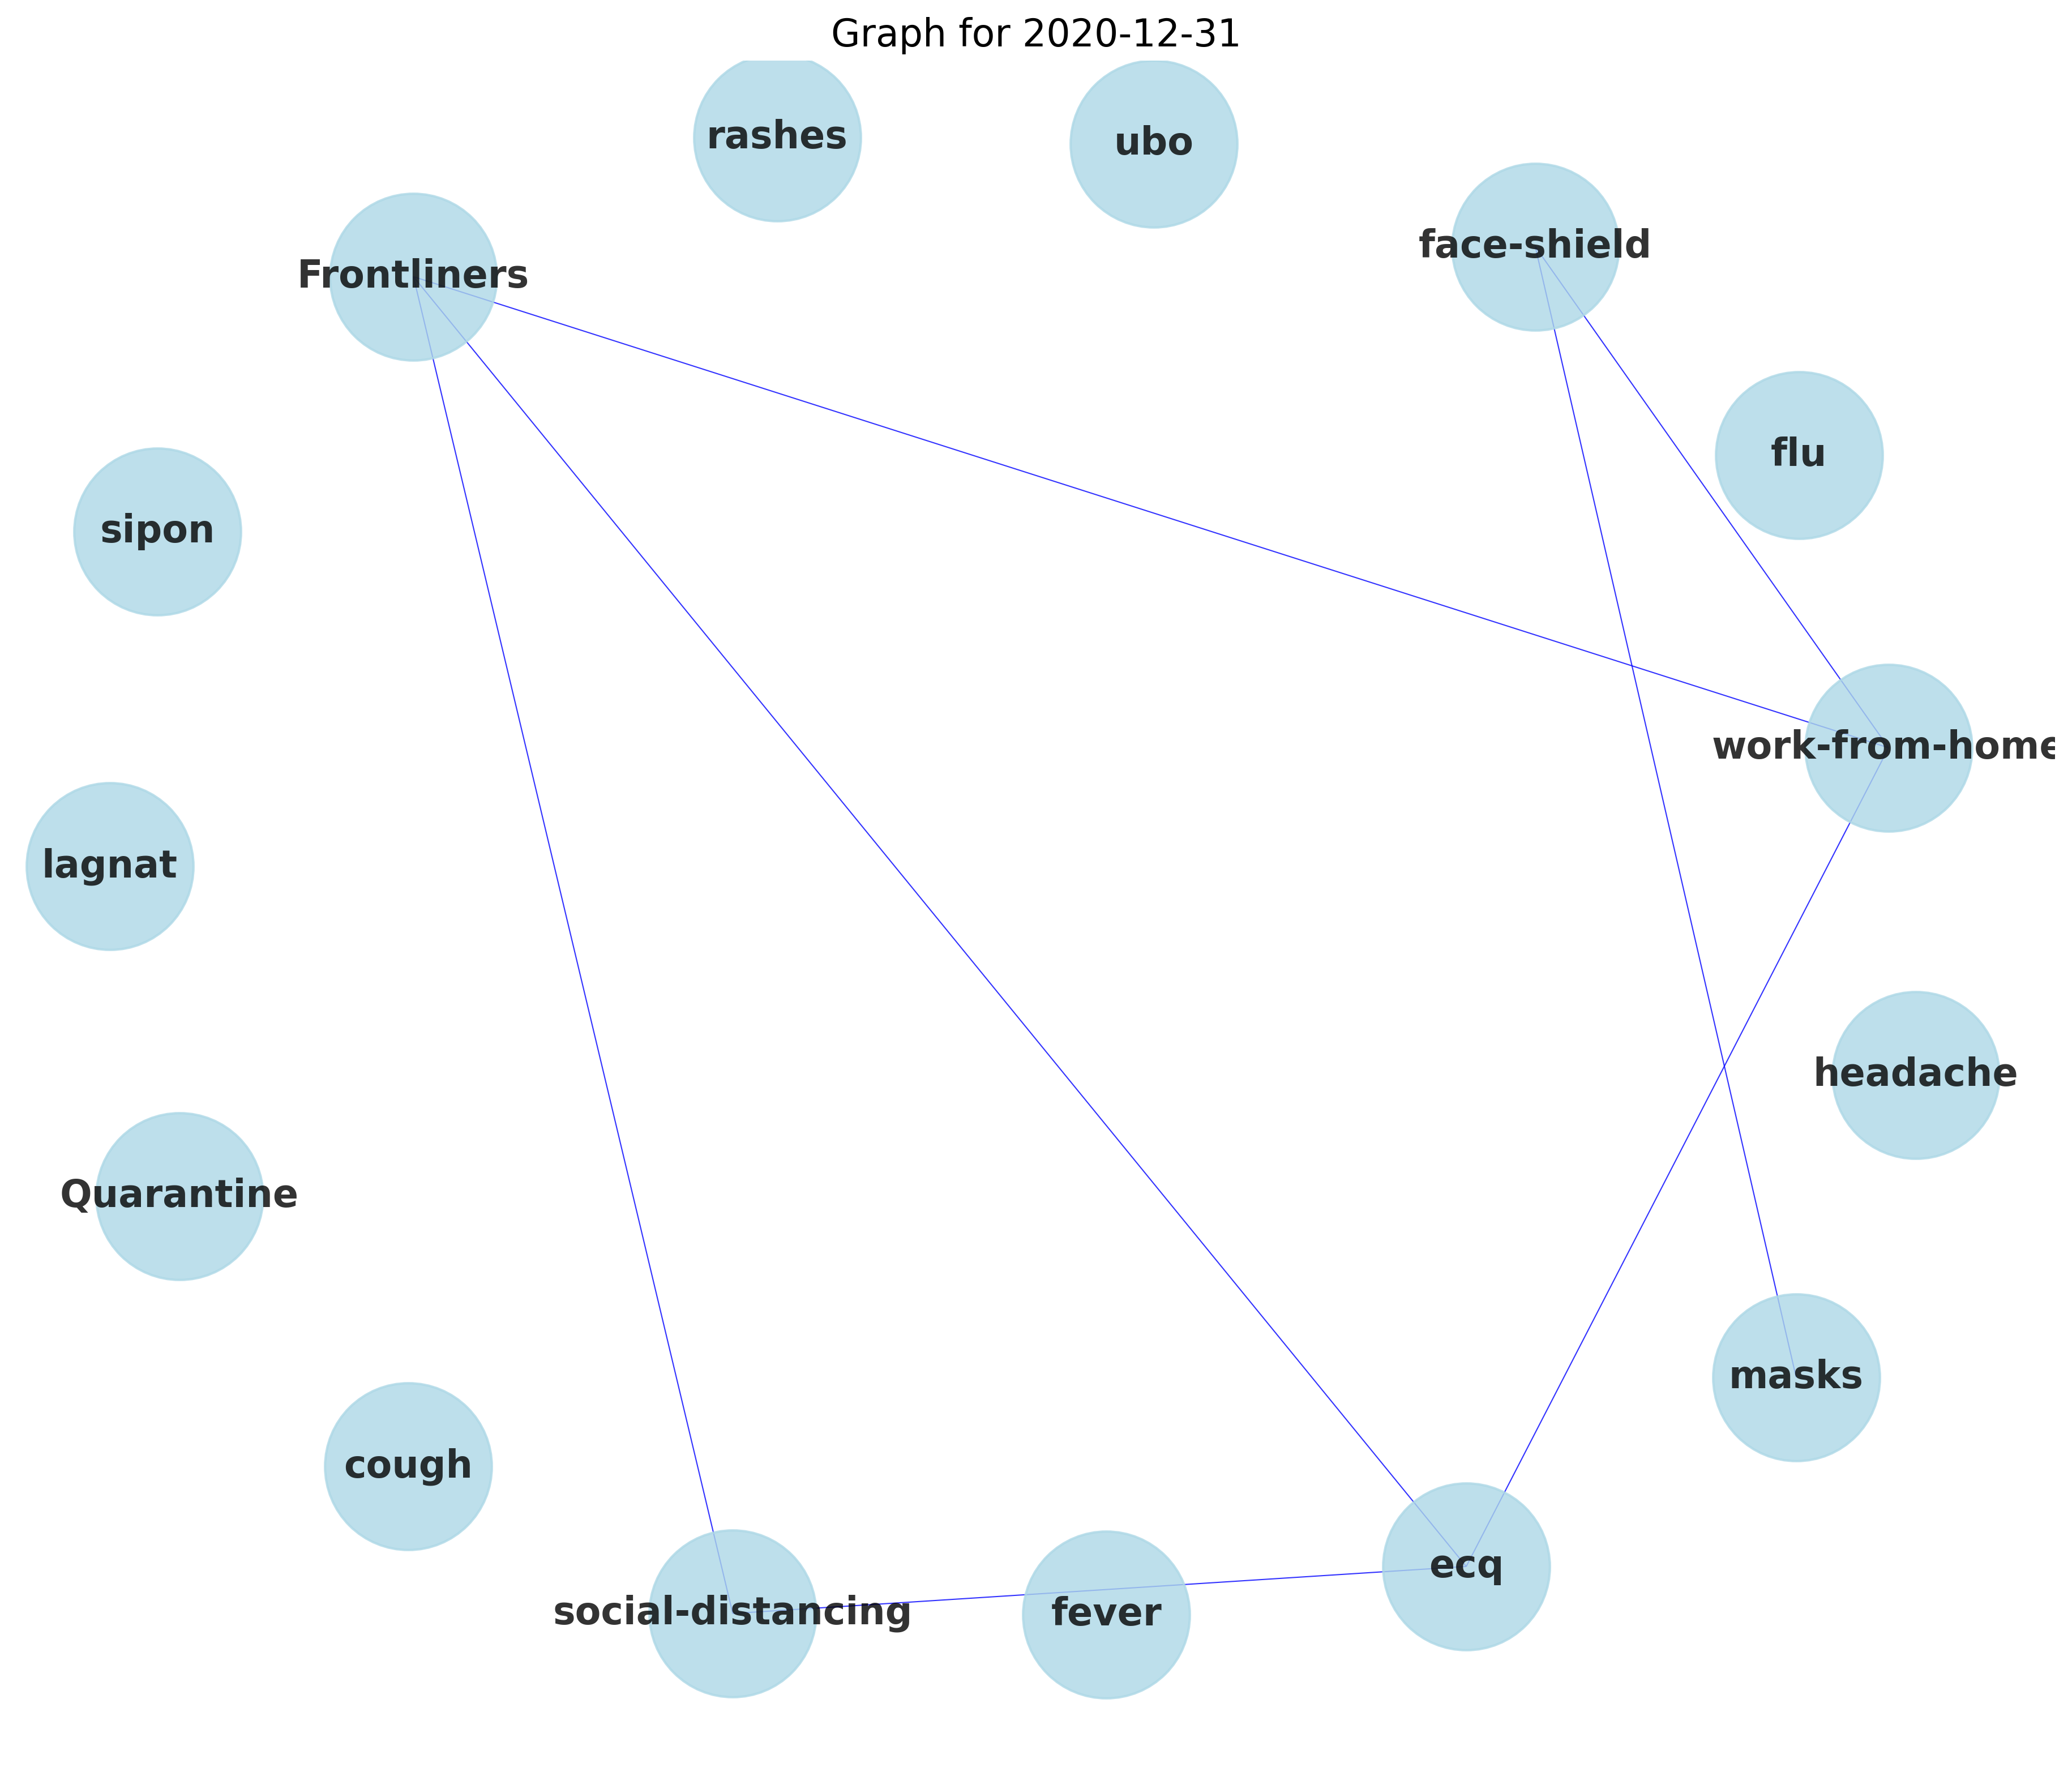 Graph for 2020-12-31
rashes
ubo
face-shield
Frontliners
flu
sipon
work-from-home
lagnat
headache
Quarantine
masks
cough
ecq
social-distancing
fever